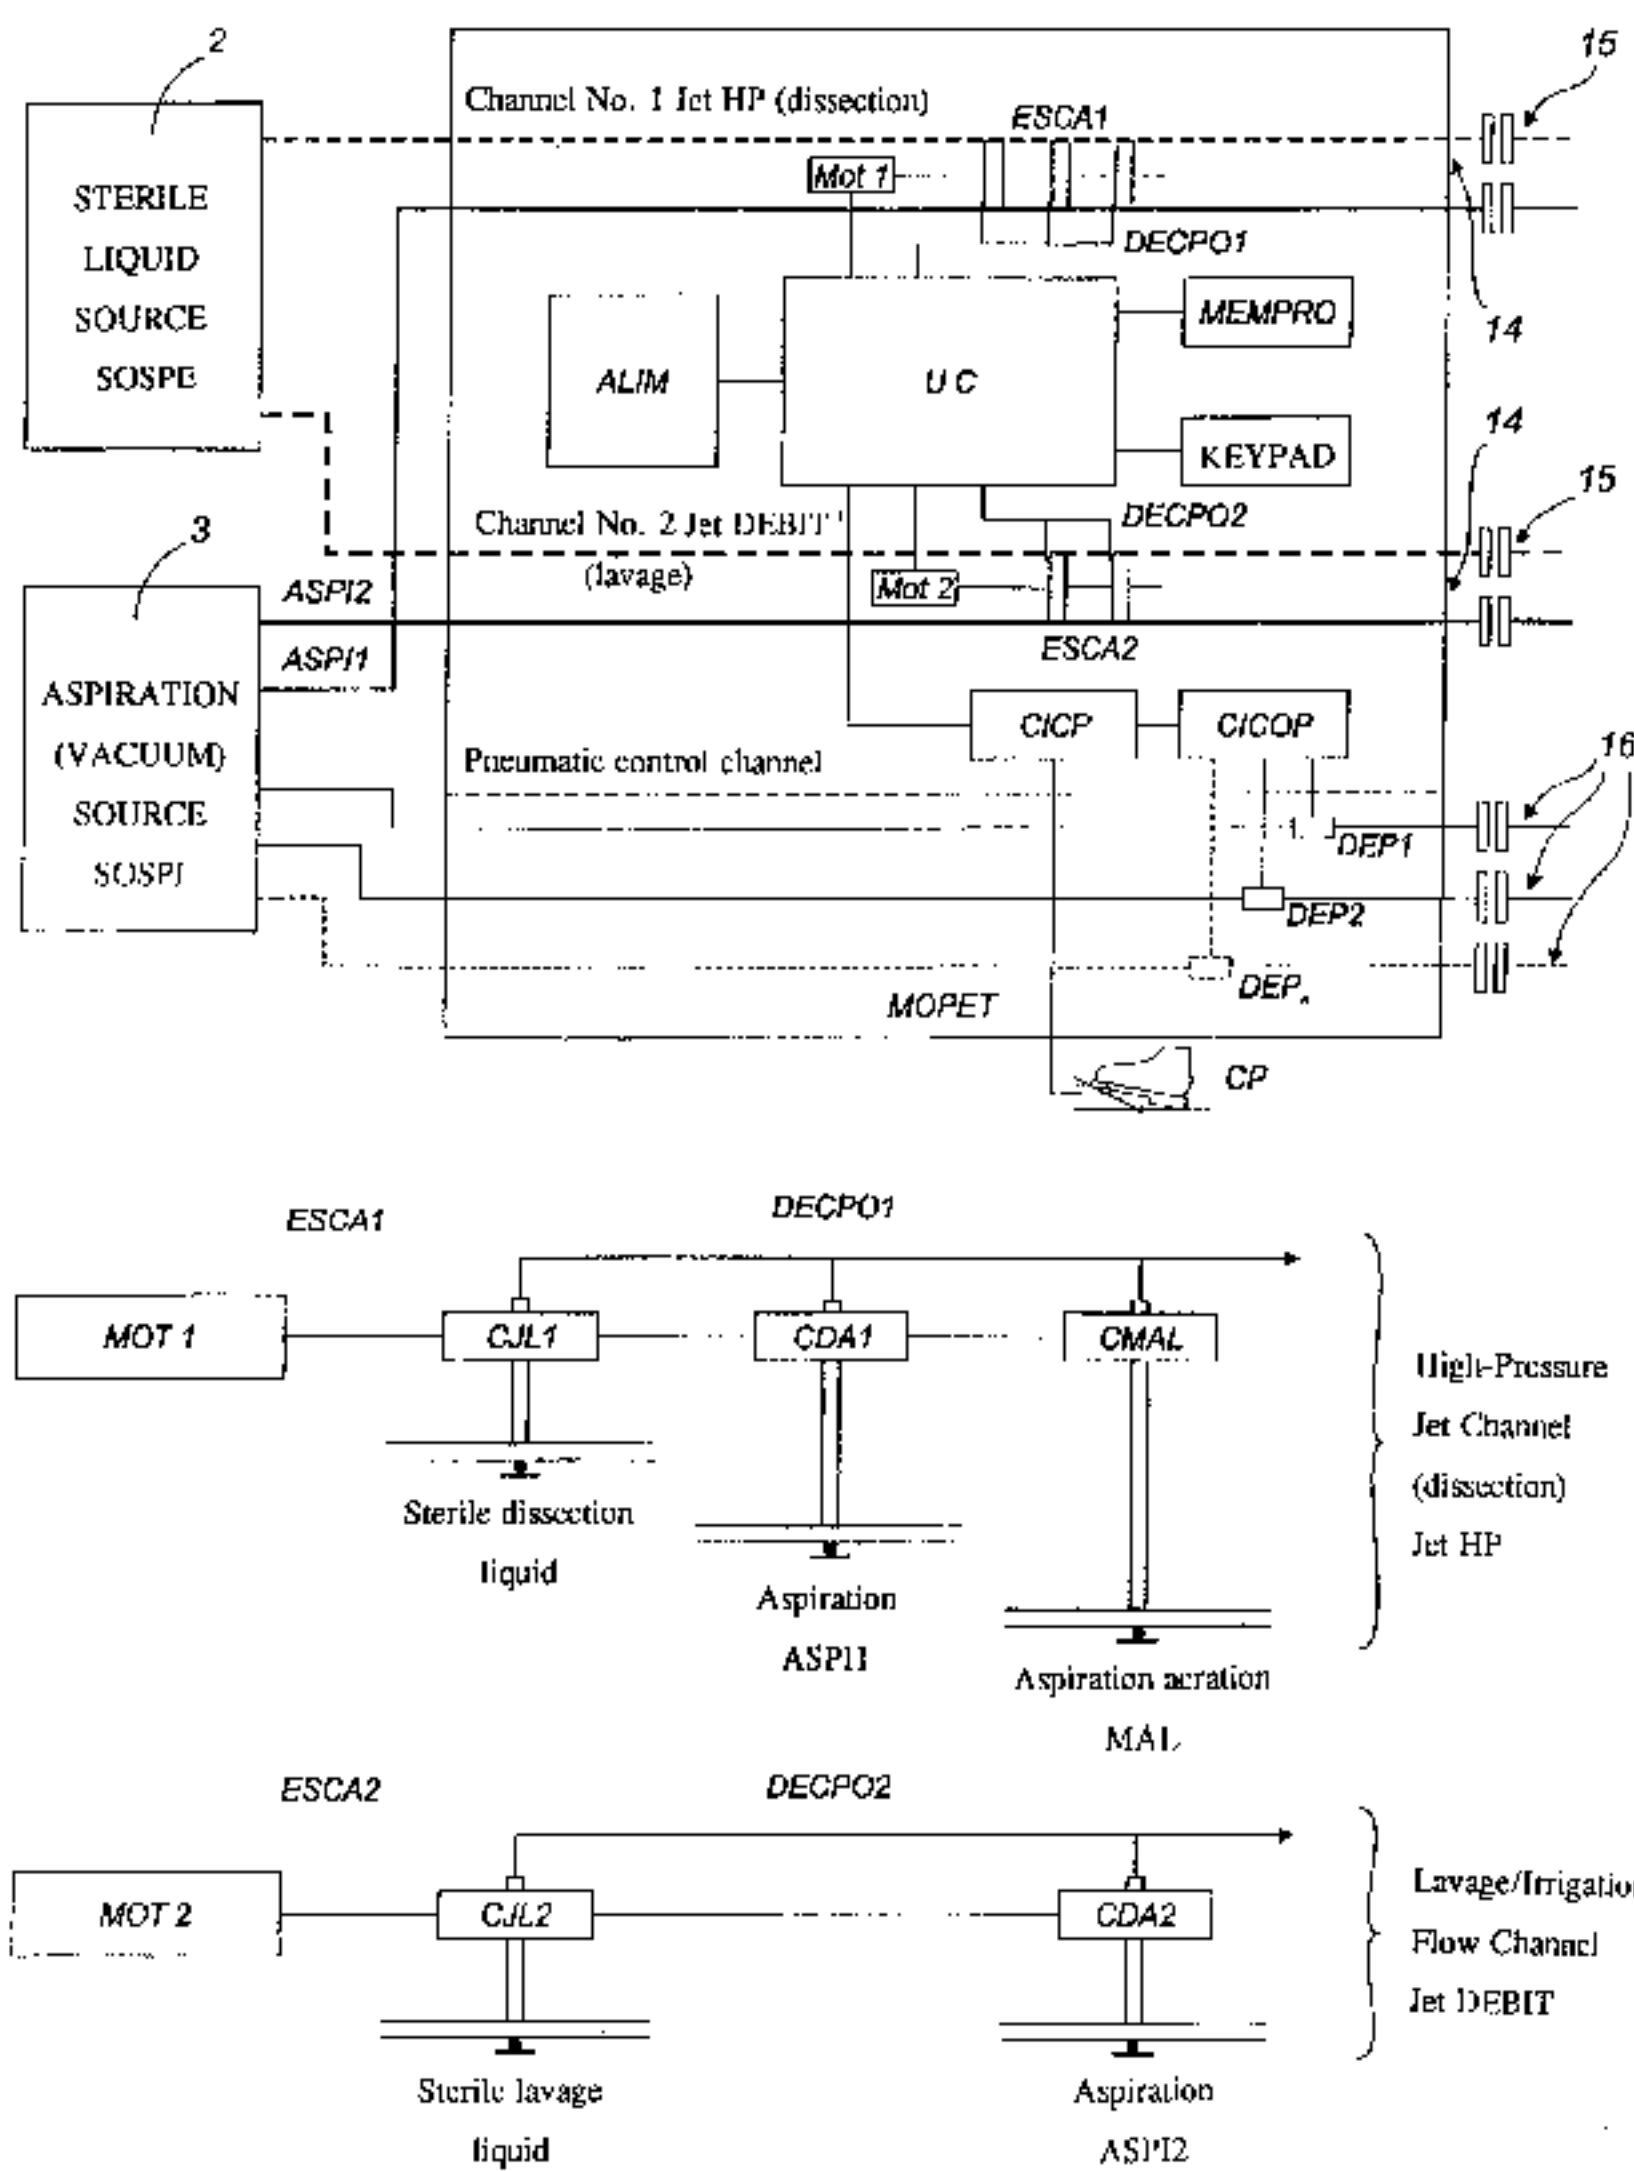 2
15
Channel No. 1 Jet HP (dissection)
ESCA1
Mot 1
STERILE
LIQUID
SOURCE
SOSPE
DECPO1
MEMPRO
14
ALIM
U C
KEYPAD
14
15
DECPO2
Channel No. 2 Jet DEBIT
(lavage)
3
ASPI2
Mot 2
ASPI1
ESCA2
ASPIRATION
(VACUUM)
SOURCE
SOSPI
CICP
CICOP
16
Pneumatic control channel
DEP1
DEP2
DEPn
MOPET
CP
ESCA1
DECPO1
MOT 1
CJL1
CDA1
CMAL
High-Pressure
Jet Channel
(dissection)
Jet HP
Sterile dissection
liquid
Aspiration
ASPI1
Aspiration aeration
MAL
ESCA2
DECPO2
MOT 2
CJL2
CDA2
Lavage/Irrigation
Flow Channel
Jet DEBIT
Sterile lavage
liquid
Aspiration
ASPI2